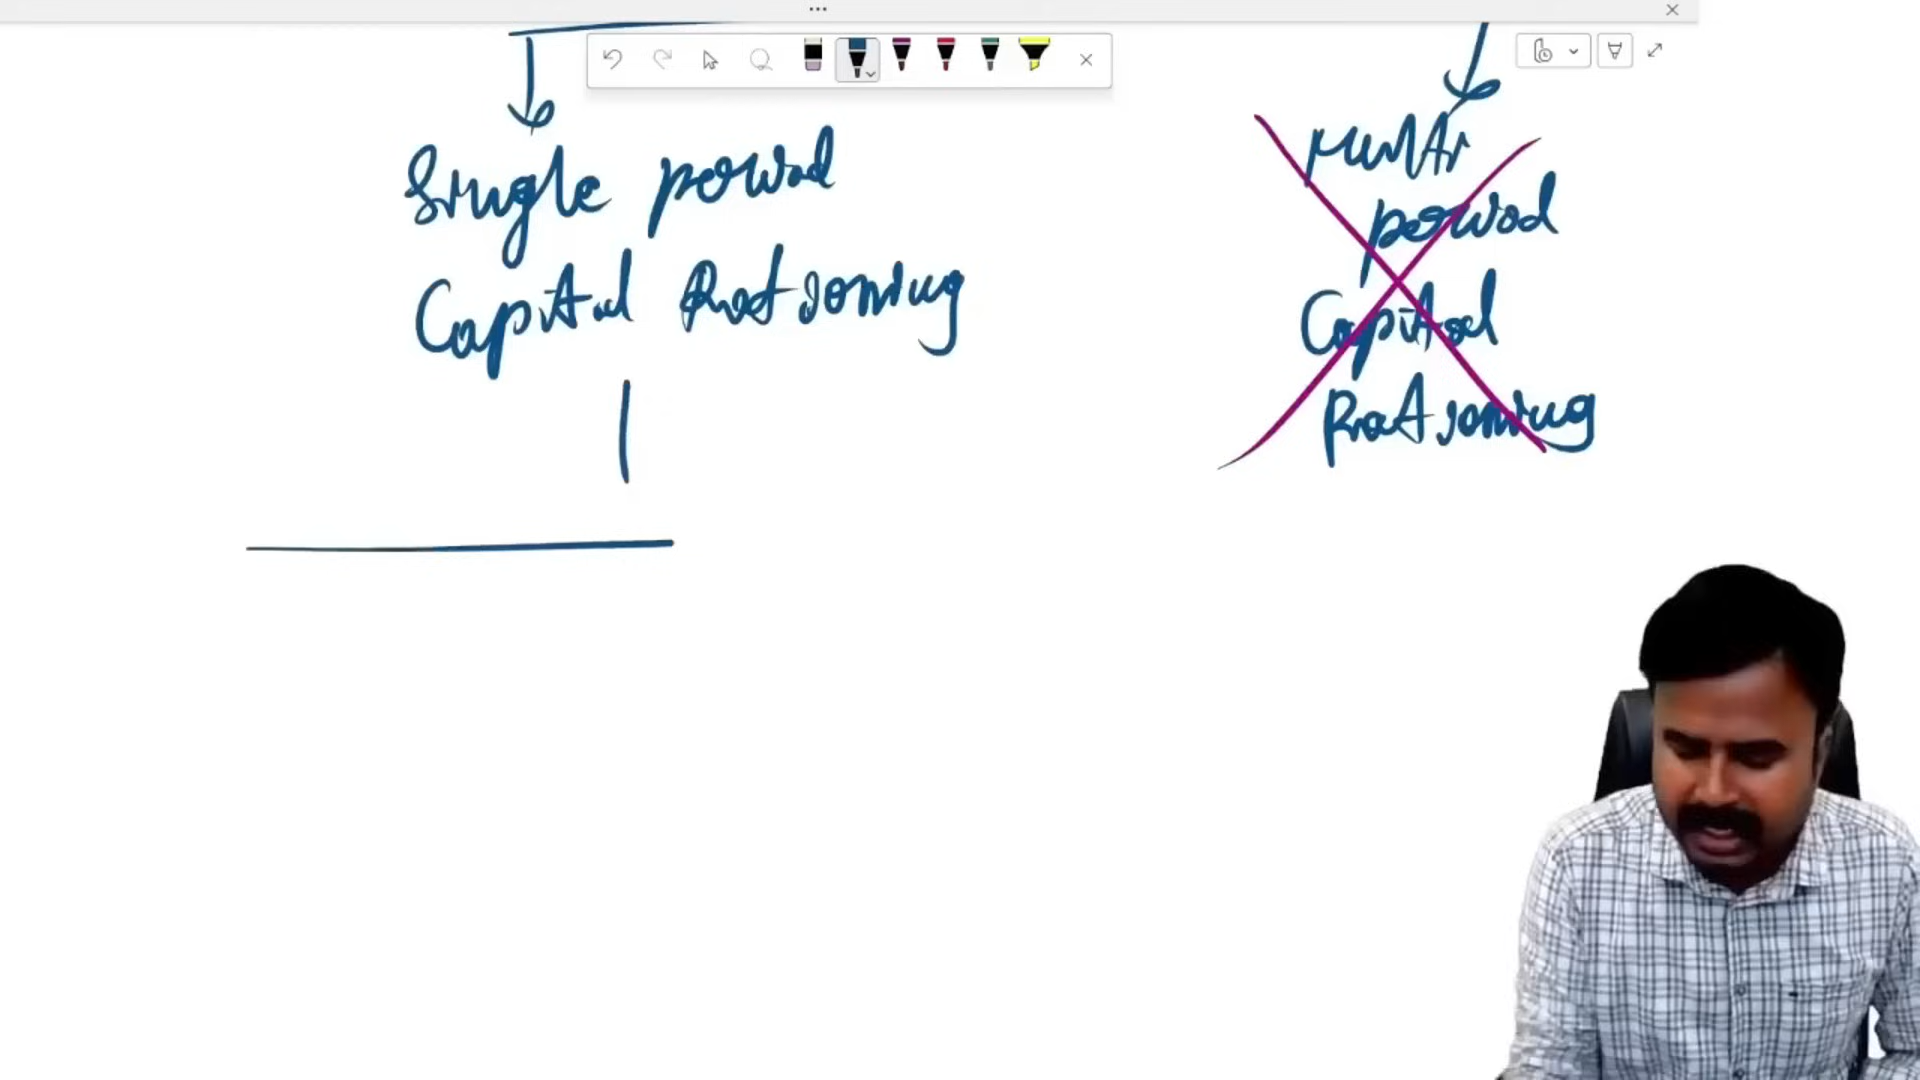 Single period
Capital Rationing
Multi
period
Capital
Rationing